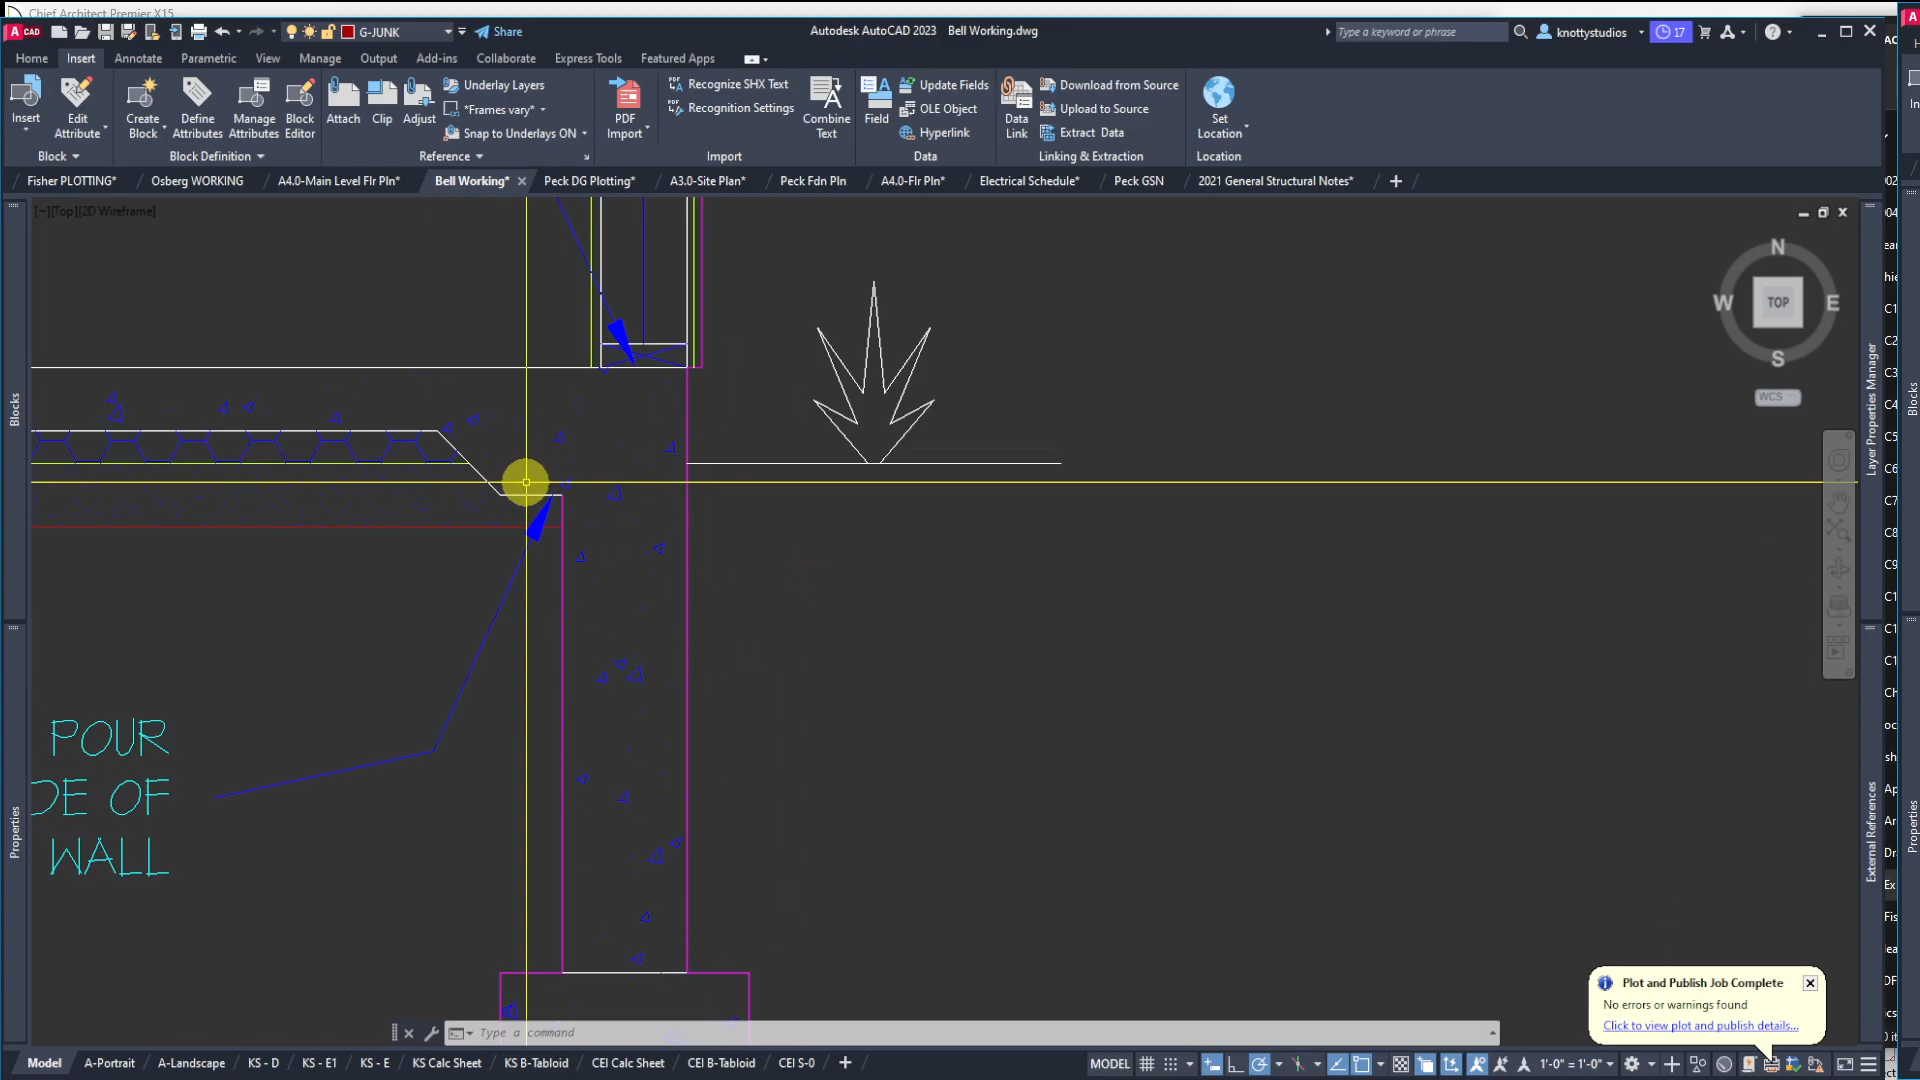 Chief Architect Premier X15
A CAD
G-JUNK
Share
Autodesk AutoCAD 2023 Bell Working.dwg
Type a keyword or phrase
knottystudios
17
Home Insert Annotate Parametric View Manage Output Add-ins Collaborate Express Tools Featured Apps
Insert
Edit
Attribute
Create
Block
Define
Attributes
Manage
Attributes
Block
Editor
Attach
Clip
Adjust
Underlay Layers
*Frames vary*
Snap to Underlays ON
PDF
Import
Recognize SHX Text
Recognition Settings
Combine
Text
Field
Update Fields
OLE Object
Hyperlink
Data
Link
Download from Source
Upload to Source
Extract Data
Set
Location
Block
Block Definition
Reference
Import
Data
Linking & Extraction
Location
Fisher PLOTTING* Osberg WORKING A4.0-Main Level Flr Pln* Bell Working* Peck DG Plotting* A3.0-Site Plan* Peck Fdn Pln A4.0-Flr Pln* Electrical Schedule* Peck GSN 2021 General Structural Notes*
[−][Top][2D Wireframe]
N
W TOP E
S
WCS
Blocks
Properties
Layer Properties Manager
External References
Blocks
Properties
POUR
DE OF
WALL
Plot and Publish Job Complete
No errors or warnings found
Click to view plot and publish details...
Type a command
Model A-Portrait A-Landscape KS - D KS - E1 KS - E KS Calc Sheet KS B-Tabloid CEI Calc Sheet CEI B-Tabloid CEI S-0
MODEL
1'-0" = 1'-0"